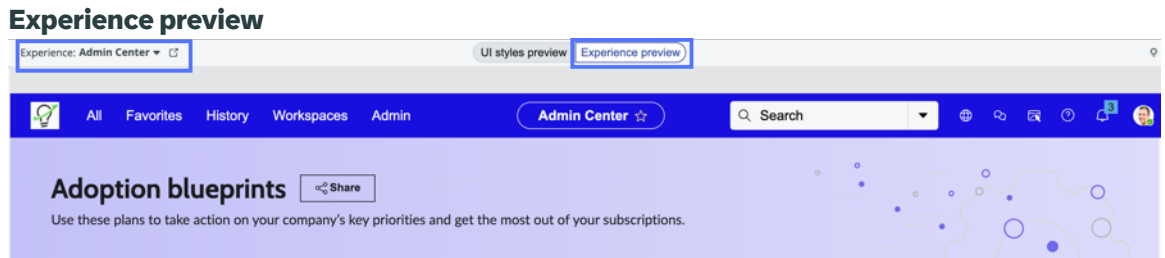 Experience preview
Experience: Admin Center
UI styles preview Experience preview
All Favorites History Workspaces Admin Admin Center Search 3
Adoption blueprints Share
Use these plans to take action on your company's key priorities and get the most out of your subscriptions.